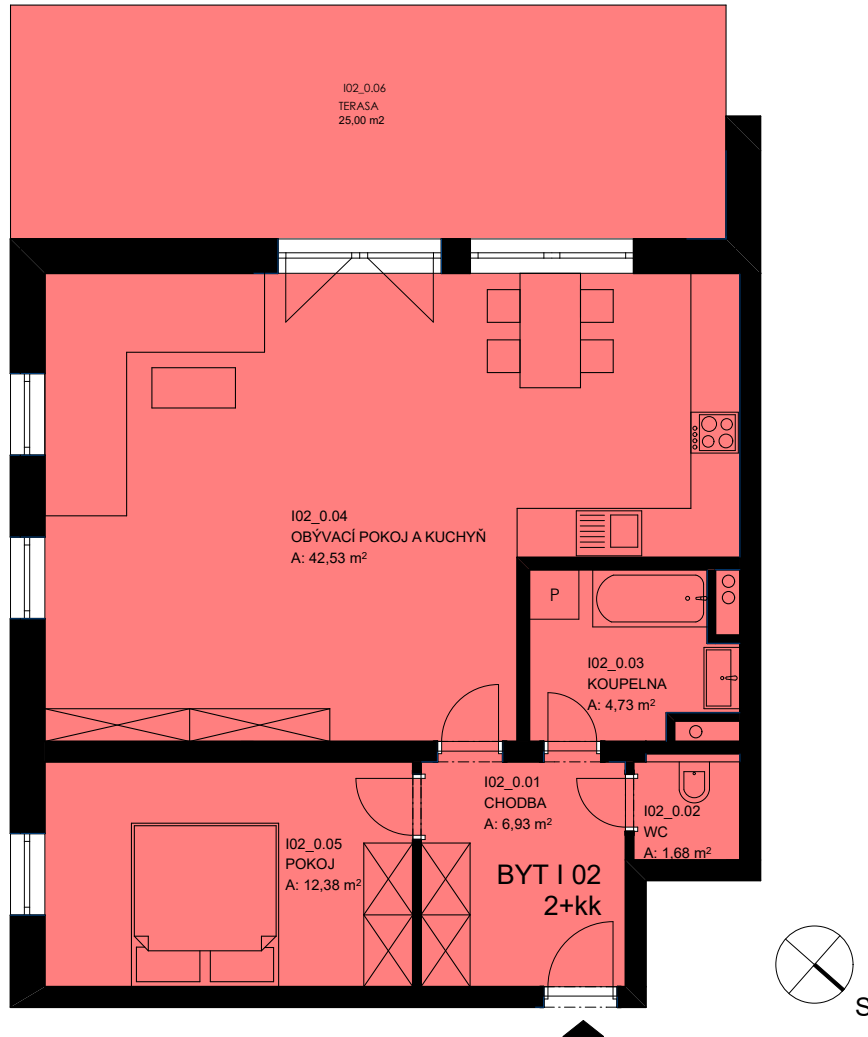 I02_0.06
TERASA
25,00 m2
I02_0.04
OBÝVACÍ POKOJ A KUCHYŇ
A: 42,53 m²
P
I02_0.03
KOUPELNA
A: 4,73 m²
I02_0.01
CHODBA
A: 6,93 m²
I02_0.02
WC
A: 1,68 m²
I02_0.05
POKOJ
A: 12,38 m²
BYT I 02
2+kk
S